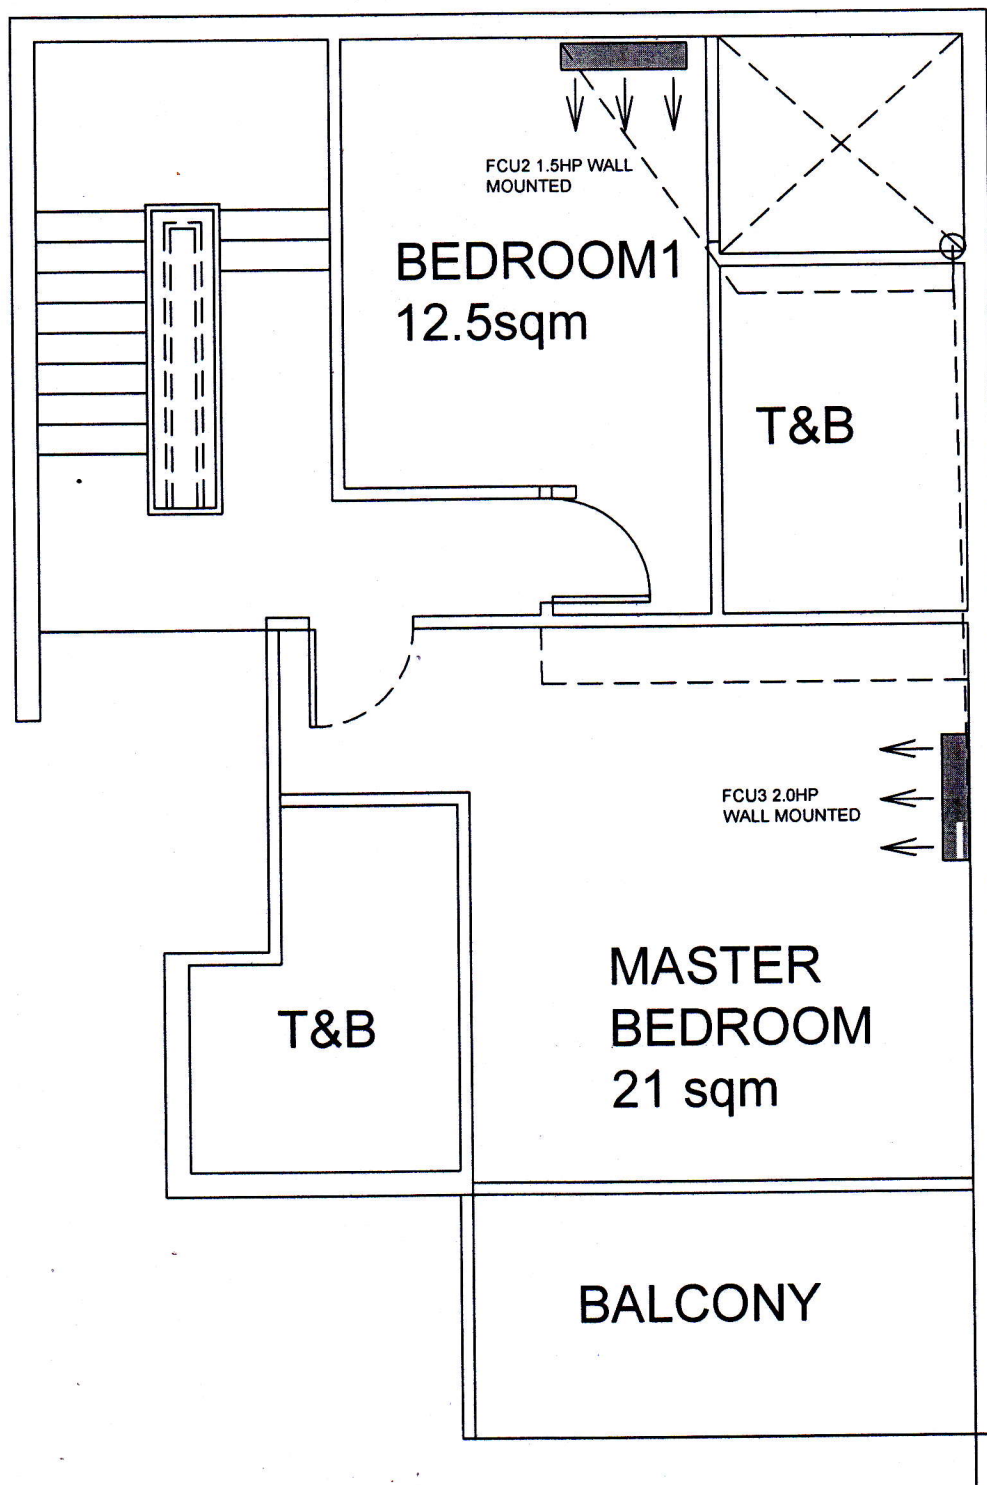 FCU2 1.5HP WALL
MOUNTED
BEDROOM1
12.5sqm
T&B
FCU3 2.0HP
WALL MOUNTED
MASTER
BEDROOM
21 sqm
T&B
BALCONY